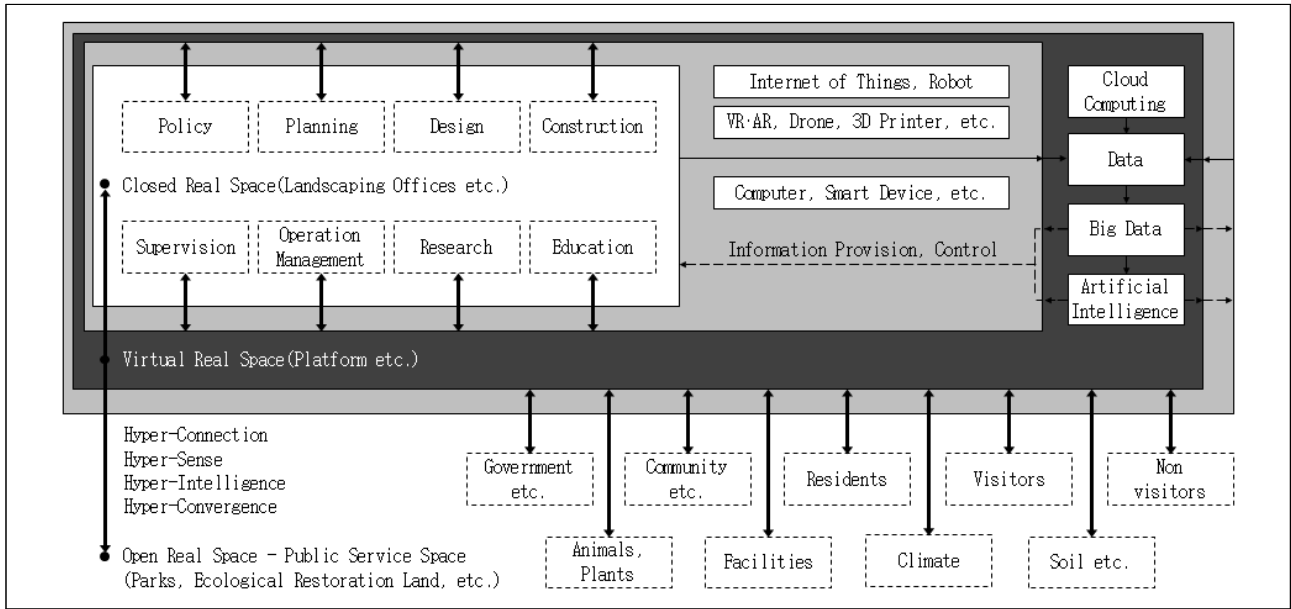 Policy
Planning
Design
Construction
Closed Real Space(Landscaping Offices etc.)
Supervision
Operation
Management
Research
Education
Internet of Things, Robot
VR·AR, Drone, 3D Printer, etc.
Computer, Smart Device, etc.
Information Provision, Control
Cloud
Computing
Data
Big Data
Artificial
Intelligence
Virtual Real Space(Platform etc.)
Hyper-Connection
Hyper-Sense
Hyper-Intelligence
Hyper-Convergence
Government
etc.
Community
etc.
Residents
Visitors
Non
visitors
Open Real Space - Public Service Space
(Parks, Ecological Restoration Land, etc.)
Animals,
Plants
Facilities
Climate
Soil etc.